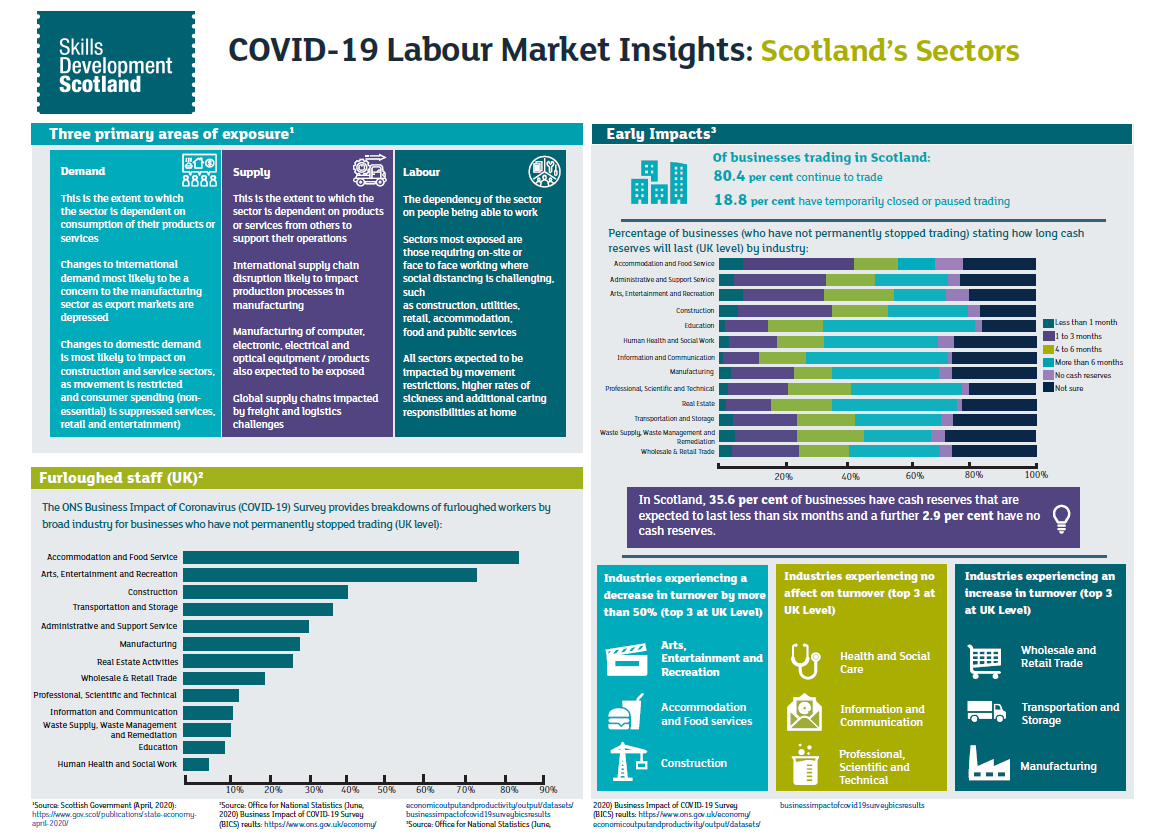 Skills
Development
Scotland
COVID-19 Labour Market Insights: Scotland's Sectors
Three primary areas of exposure¹
Demand
This is the extent to which
the sector is dependent on
consumption of their products or
services
Changes to international
demand most likely to be a
concern to the manufacturing
sector as export markets are
depressed
Changes to domestic demand
is most likely to impact on
construction and service sectors,
as movement is restricted
and consumer spending (non-
essential) is suppressed services,
retail and entertainment)
Supply
This is the extent to which the
sector is dependent on products
or services from others to
support their operations
International supply chain
disruption likely to impact
production processes in
manufacturing
Manufacturing of computer,
electronic, electrical and
optical equipment / products
also expected to be exposed
Global supply chains impacted
by freight and logistics
challenges
Labour
The dependency of the sector
on people being able to work
Sectors most exposed are
those requiring on-site or
face to face working where
social distancing is challenging,
such
as construction, utilities,
retail, accommodation,
food and public services
All sectors expected to be
impacted by movement
restrictions, higher rates of
sickness and additional caring
responsibilities at home
Furloughed staff (UK)²
The ONS Business Impact of Coronavirus (COVID-19) Survey provides breakdowns of furloughed workers by
broad industry for businesses who have not permanently stopped trading (UK level):
Accommodation and Food Service
Arts, Entertainment and Recreation
Construction
Transportation and Storage
Administrative and Support Service
Manufacturing
Real Estate Activities
Wholesale & Retail Trade
Professional, Scientific and Technical
Information and Communication
Waste Supply, Waste Management
and Remediation
Education
Human Health and Social Work
10% 20% 30% 40% 50% 60% 70% 80% 90%
Early Impacts³
Of businesses trading in Scotland:
80.4 per cent continue to trade
18.8 per cent have temporarily closed or paused trading
Percentage of businesses (who have not permanently stopped trading) stating how long cash
reserves will last (UK level) by industry:
Accommodation and Food Service
Administrative and Support Service
Arts, Entertainment and Recreation
Construction
Education
Human Health and Social Work
Information and Communication
Manufacturing
Professional, Scientific and Technical
Real Estate
Transportation and Storage
Waste Supply, Waste Management and
Remediation
Wholesale & Retail Trade
20% 40% 60% 80% 100%
Less than 1 month
1 to 3 months
4 to 6 months
More than 6 months
No cash reserves
Not sure
In Scotland, 35.6 per cent of businesses have cash reserves that are
expected to last less than six months and a further 2.9 per cent have no
cash reserves.
Industries experiencing a
decrease in turnover by more
than 50% (top 3 at UK Level)
Arts,
Entertainment and
Recreation
Accommodation
and Food services
Construction
Industries experiencing no
affect on turnover (top 3 at
UK Level)
Health and Social
Care
Information and
Communication
Professional,
Scientific and
Technical
Industries experiencing an
increase in turnover (top 3
at UK Level)
Wholesale and
Retail Trade
Transportation and
Storage
Manufacturing
¹Source: Scottish Government (April, 2020):
https://www.gov.scot/publications/state-economy-
april-2020/
²Source: Office for National Statistics (June,
2020) Business Impact of COVID-19 Survey
(BICS) reults: https://www.ons.gov.uk/economy/
economicoutputandproductivity/output/datasets/
businessimpactofcovid19surveybicsresults
³Source: Office for National Statistics (June,
2020) Business Impact of COVID-19 Survey
(BICS) reults: https://www.ons.gov.uk/economy/
economicoutputandproductivity/output/datasets/
businessimpactofcovid19surveybicsresults